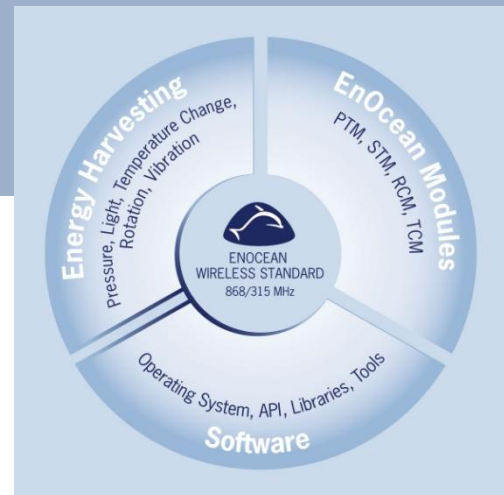 Energy Harvesting
Pressure, Light, Temperature Change,
Rotation, Vibration
EnOcean Modules
PTM, STM, RCM, TCM
ENOCEAN
WIRELESS STANDARD
868/315 MHz
Operating System, API, Libraries, Tools
Software